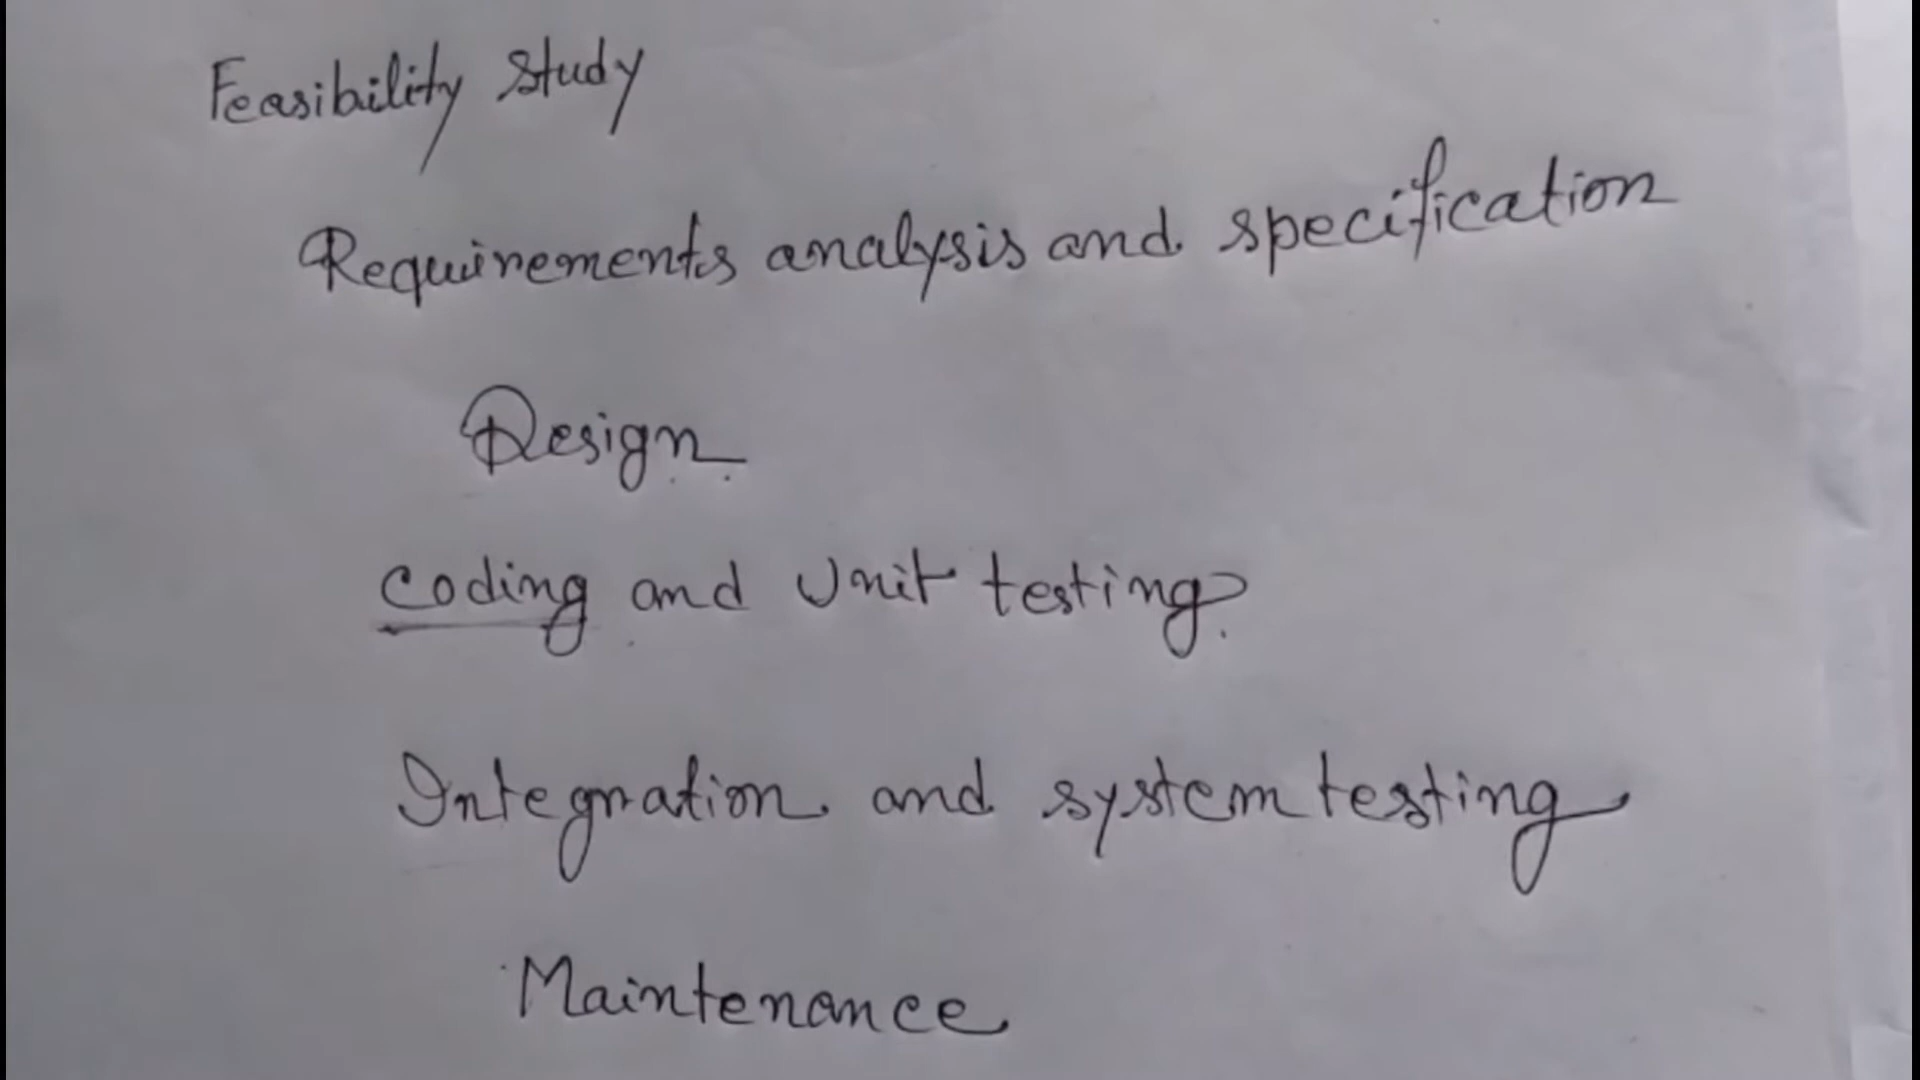 Feasibility study
Requirements analysis and specification
Design
coding and Unit testing
Integration and system testing
Maintenance